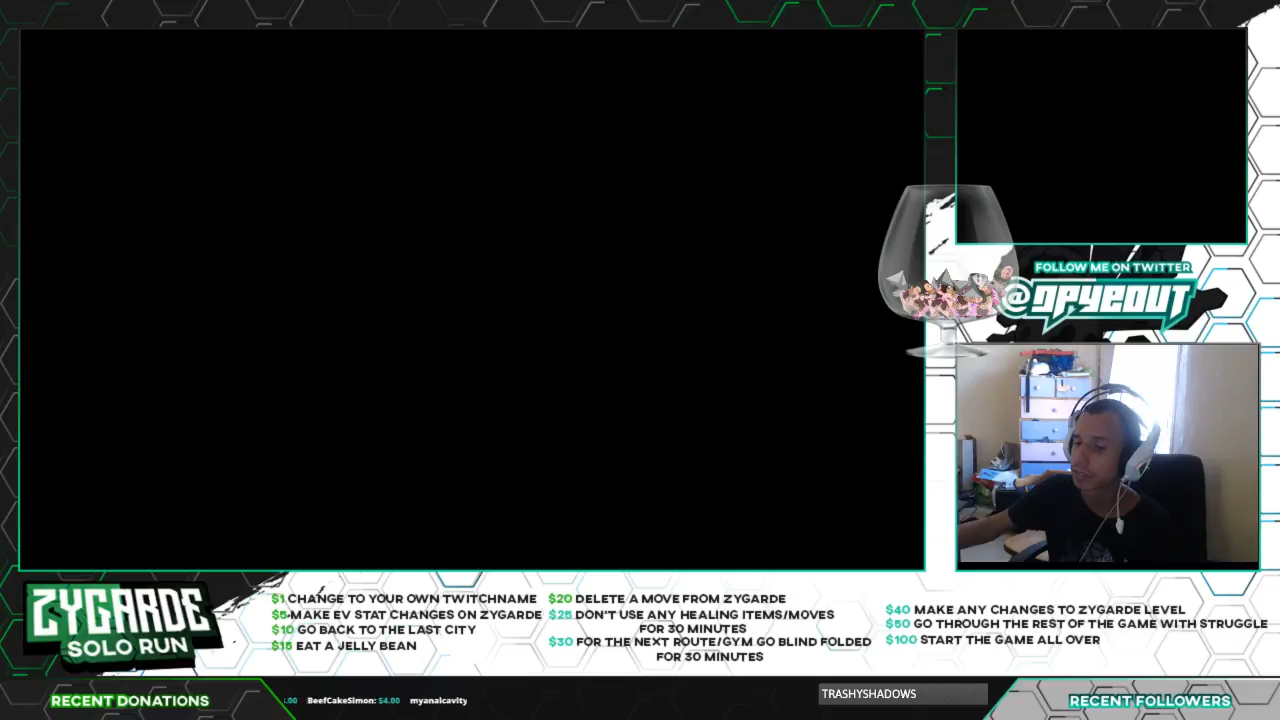 FOLLOW ME ON TWITTER
@GPYEOUT
ZYGARDE
SOLO RUN
$1 CHANGE TO YOUR OWN TWITCHNAME
$5 MAKE EV STAT CHANGES ON ZYGARDE
$10 GO BACK TO THE LAST CITY
$15 EAT A JELLY BEAN
$20 DELETE A MOVE FROM ZYGARDE
$25 DON'T USE ANY HEALING ITEMS/MOVES
FOR 30 MINUTES
$30 FOR THE NEXT ROUTE/GYM GO BLIND FOLDED
FOR 30 MINUTES
$40 MAKE ANY CHANGES TO ZYGARDE LEVEL
$50 GO THROUGH THE REST OF THE GAME WITH STRUGGLE
$100 START THE GAME ALL OVER
RECENT DONATIONS
.00 BeefCakeSimon: $4.00 myanalcavity
TRASHYSHADOWS
RECENT FOLLOWERS